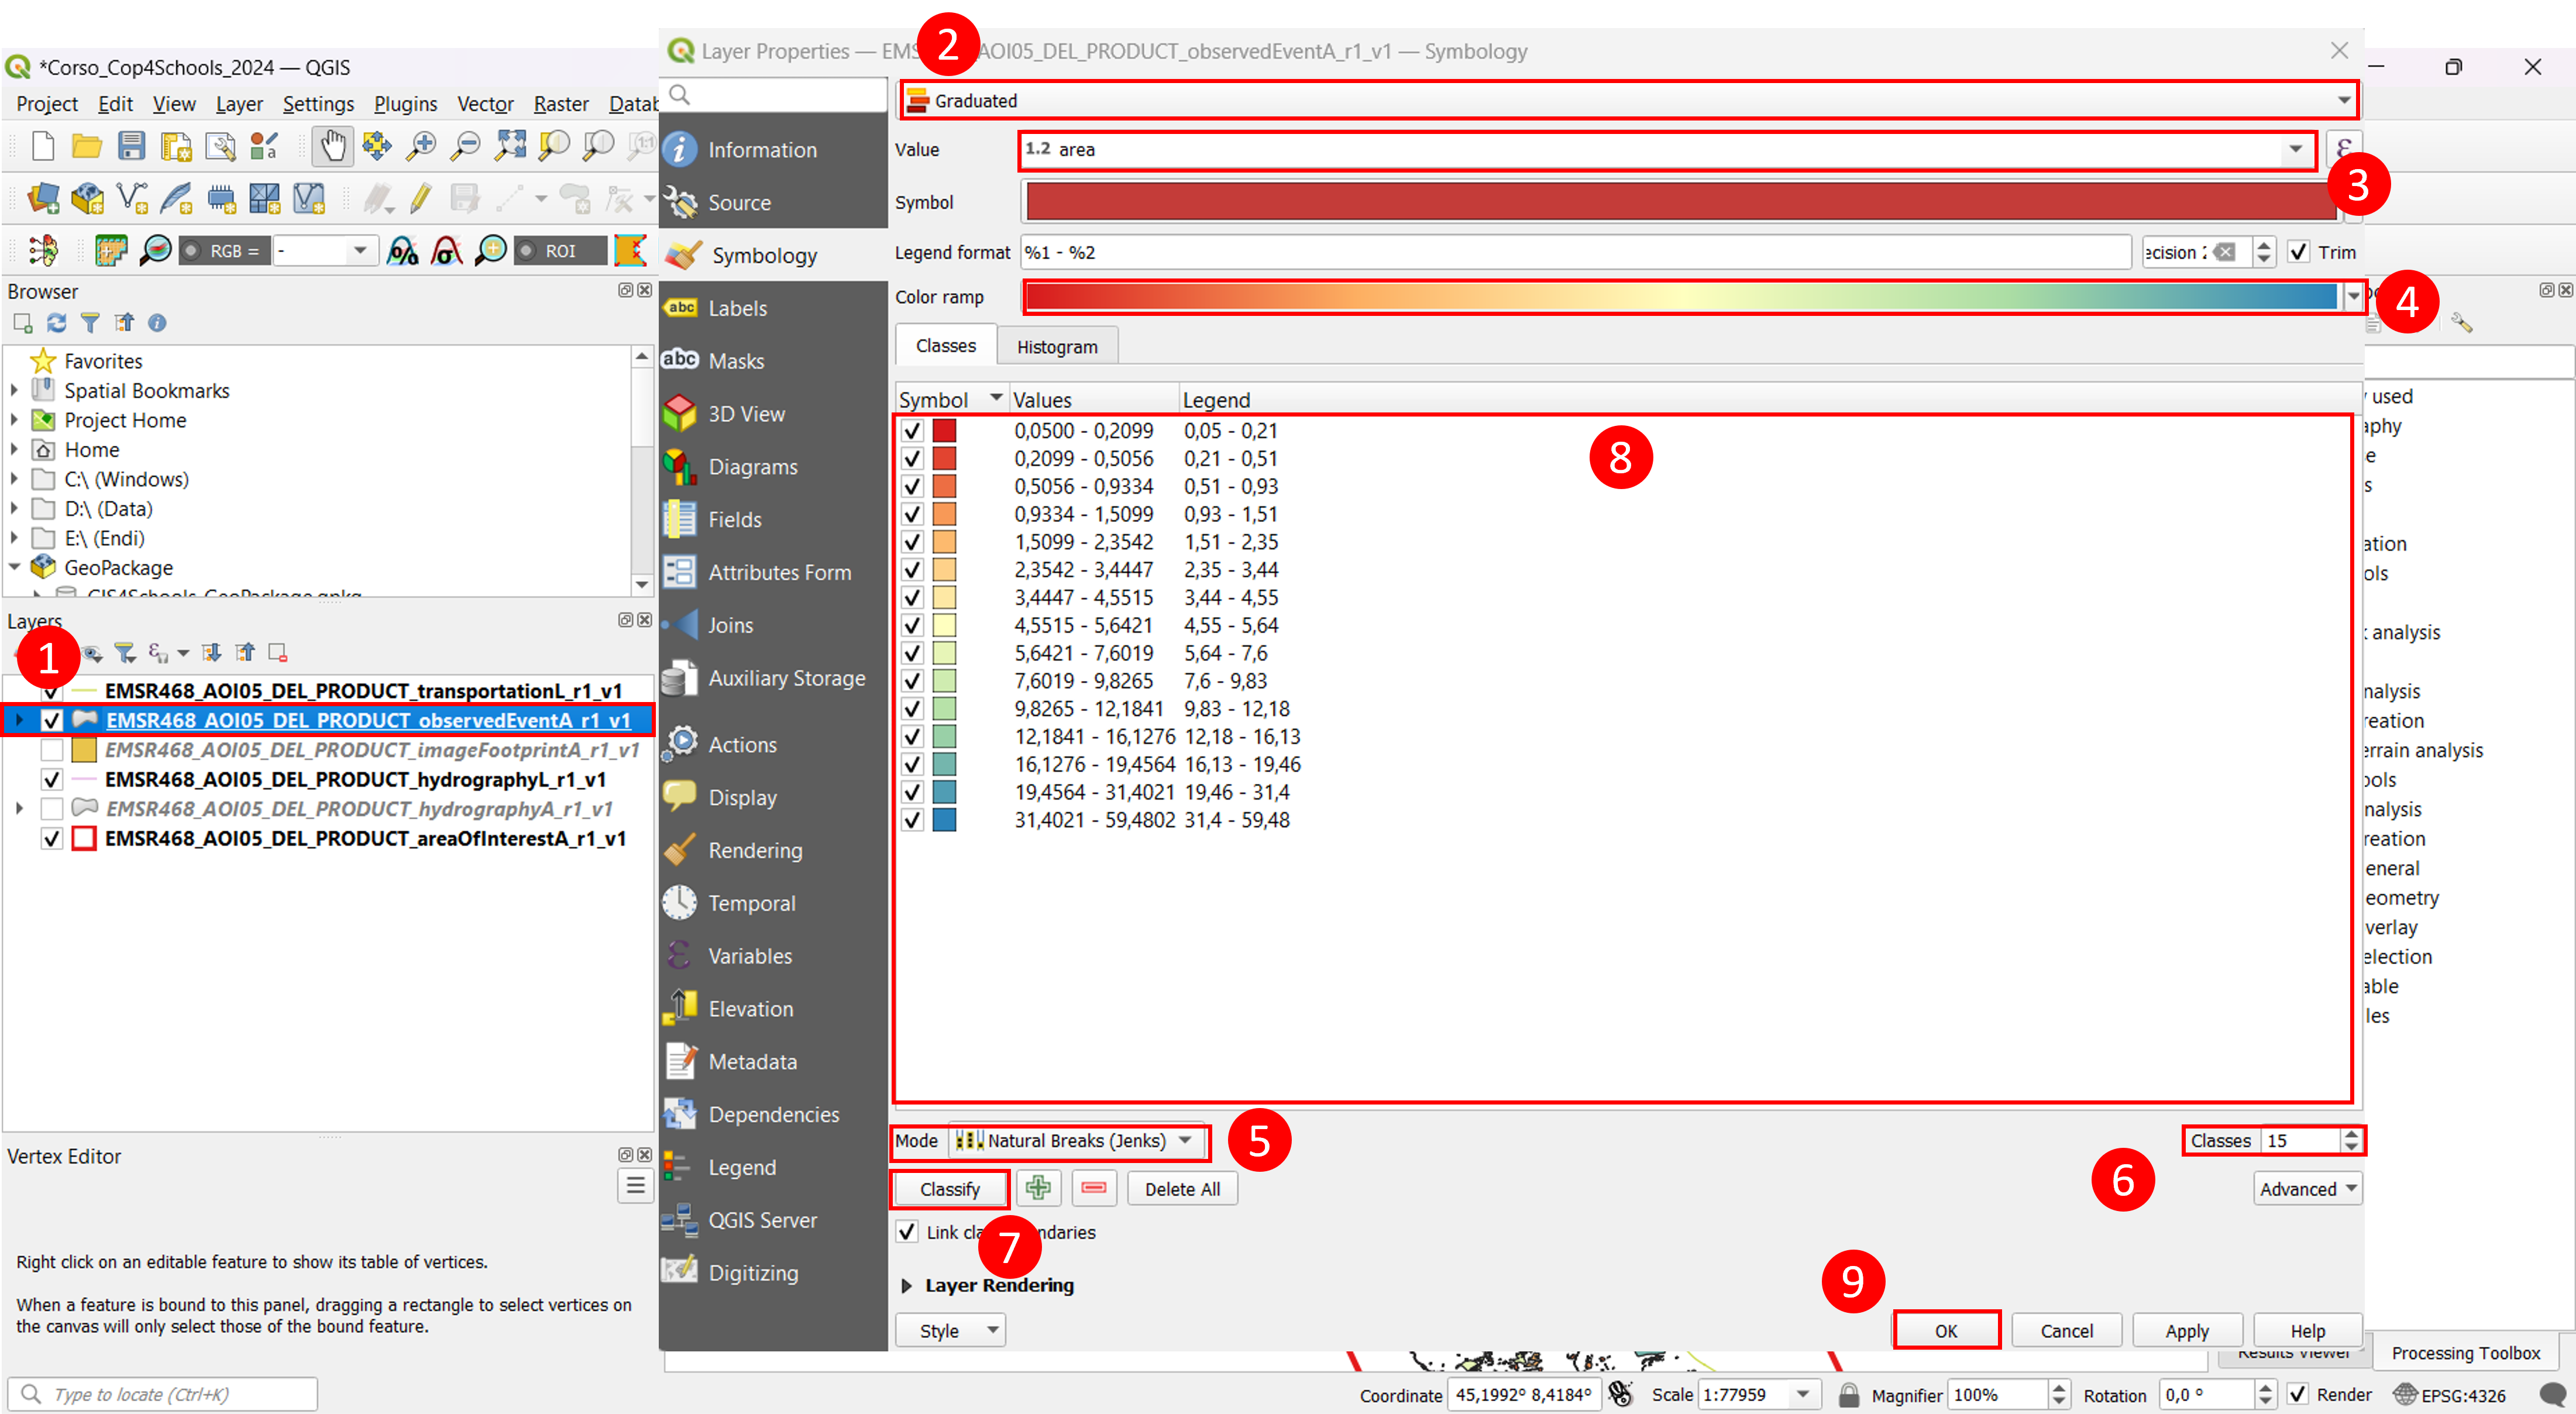 *Corso_Cop4Schools_2024 — QGIS
Project Edit View Layer Settings Plugins Vector Raster Datab
RGB = -
ROI
Browser
Favorites
Spatial Bookmarks
Project Home
Home
C:\ (Windows)
D:\ (Data)
E:\ (Endi)
GeoPackage
GIS4Schools_GeoPackage.gpkg
Layers
1
EMSR468_AOI05_DEL_PRODUCT_transportationL_r1_v1
EMSR468_AOI05_DEL_PRODUCT_observedEventA_r1_v1
EMSR468_AOI05_DEL_PRODUCT_imageFootprintA_r1_v1
EMSR468_AOI05_DEL_PRODUCT_hydrographyL_r1_v1
EMSR468_AOI05_DEL_PRODUCT_hydrographyA_r1_v1
EMSR468_AOI05_DEL_PRODUCT_areaOfInterestA_r1_v1
Vertex Editor
Right click on an editable feature to show its table of vertices.
When a feature is bound to this panel, dragging a rectangle to select vertices on
the canvas will only select those of the bound feature.
Type to locate (Ctrl+K)
Layer Properties — EMS AOI05_DEL_PRODUCT_observedEventA_r1_v1 — Symbology
2
Information
Source
Symbology
abc Labels
abc Masks
3D View
Diagrams
Fields
Attributes Form
Joins
Auxiliary Storage
Actions
Display
Rendering
Temporal
Variables
Elevation
Metadata
Dependencies
Legend
QGIS Server
Digitizing
Graduated
Value 1.2 area ε
3
Symbol
Legend format %1 - %2 ecision Trim
Color ramp
4
Classes Histogram
Symbol Values Legend
0,0500 - 0,2099 0,05 - 0,21
0,2099 - 0,5056 0,21 - 0,51
0,5056 - 0,9334 0,51 - 0,93
0,9334 - 1,5099 0,93 - 1,51
1,5099 - 2,3542 1,51 - 2,35
2,3542 - 3,4447 2,35 - 3,44
3,4447 - 4,5515 3,44 - 4,55
4,5515 - 5,6421 4,55 - 5,64
5,6421 - 7,6019 5,64 - 7,6
7,6019 - 9,8265 7,6 - 9,83
9,8265 - 12,1841 9,83 - 12,18
12,1841 - 16,1276 12,18 - 16,13
16,1276 - 19,4564 16,13 - 19,46
19,4564 - 31,4021 19,46 - 31,4
31,4021 - 59,4802 31,4 - 59,48
8
Mode Natural Breaks (Jenks)
5
Classes 15
6
Classify Delete All
Advanced
Link cla ndaries
7
Layer Rendering
9
Style OK Cancel Apply Help
used
aphy
e
s
ation
ols
analysis
nalysis
reation
errain analysis
ools
nalysis
reation
eneral
eometry
verlay
election
able
les
Results Viewer Processing Toolbox
Coordinate 45,1992° 8,4184° Scale 1:77959 Magnifier 100% Rotation 0,0 ° Render EPSG:4326